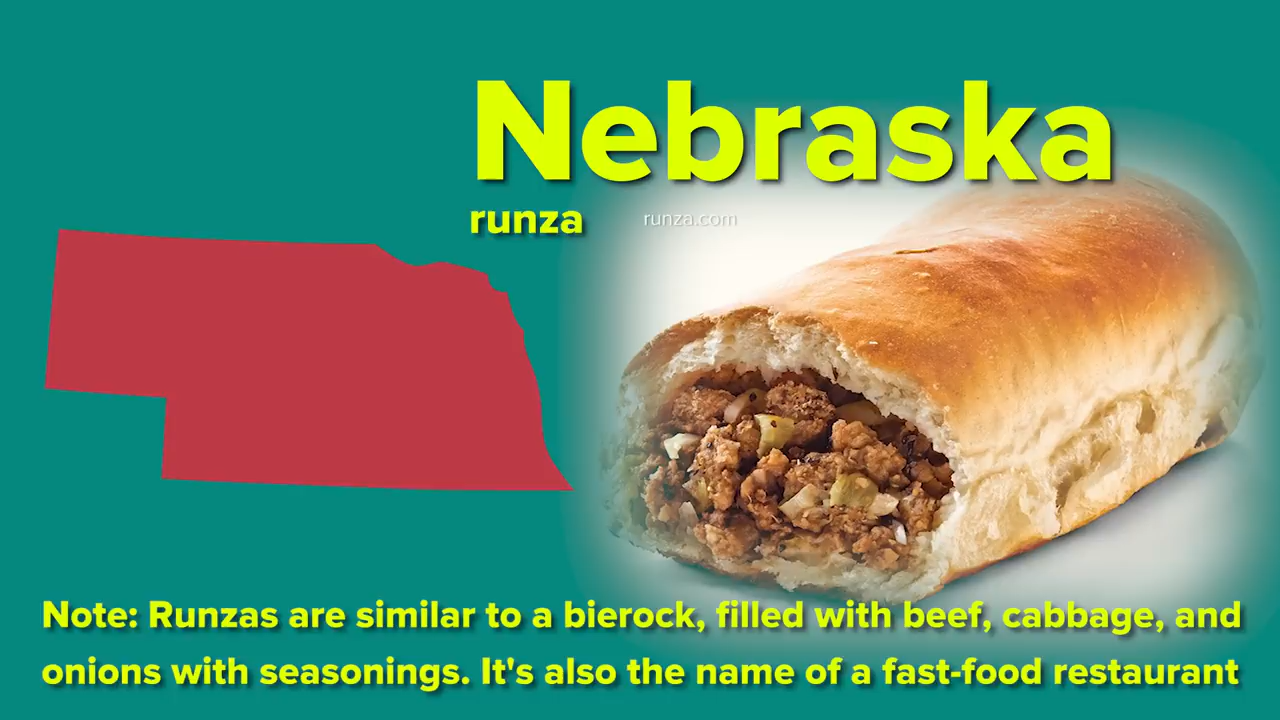 Nebraska
runza
runza.com
Note: Runzas are similar to a bierock, filled with beef, cabbage, and
onions with seasonings. It's also the name of a fast-food restaurant